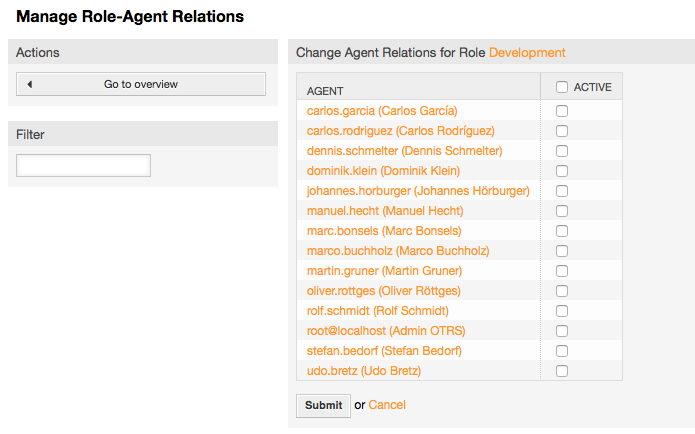 Manage Role-Agent Relations
Actions
Go to overview
Filter
Change Agent Relations for Role Development
AGENT ACTIVE
carlos.garcia (Carlos García)
carlos.rodriguez (Carlos Rodríguez)
dennis.schmelter (Dennis Schmelter)
dominik.klein (Dominik Klein)
johannes.horburger (Johannes Hörburger)
manuel.hecht (Manuel Hecht)
marc.bonsels (Marc Bonsels)
marco.buchholz (Marco Buchholz)
martin.gruner (Martin Gruner)
oliver.rottges (Oliver Röttges)
rolf.schmidt (Rolf Schmidt)
root@localhost (Admin OTRS)
stefan.bedorf (Stefan Bedorf)
udo.bretz (Udo Bretz)
Submit or Cancel